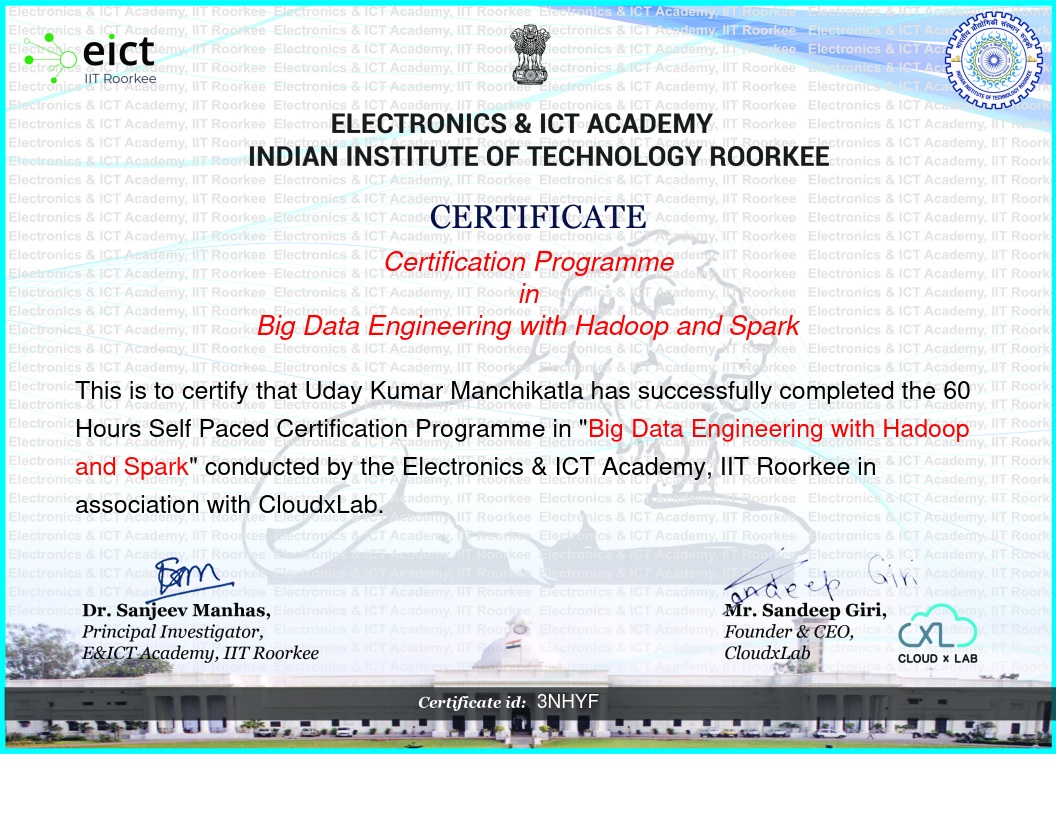 eict
IIT Roorkee
ELECTRONICS & ICT ACADEMY
INDIAN INSTITUTE OF TECHNOLOGY ROORKEE
CERTIFICATE
Certification Programme
in
Big Data Engineering with Hadoop and Spark
This is to certify that Uday Kumar Manchikatla has successfully completed the 60
Hours Self Paced Certification Programme in "Big Data Engineering with Hadoop
and Spark" conducted by the Electronics & ICT Academy, IIT Roorkee in
association with CloudxLab.
Sandeep Giri
Dr. Sanjeev Manhas,
Principal Investigator,
E&ICT Academy, IIT Roorkee
Mr. Sandeep Giri,
Founder & CEO,
CloudxLab
CLOUD x LAB
Certificate id: 3NHYF